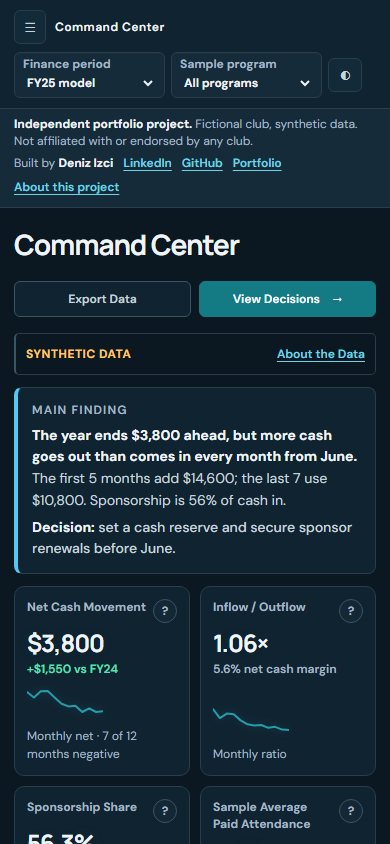 ☰ Command Center
Finance period
FY25 model
Sample program
All programs
Independent portfolio project. Fictional club, synthetic data.
Not affiliated with or endorsed by any club.
Built by Deniz Izci LinkedIn GitHub Portfolio
About this project
Command Center
Export Data
View Decisions →
SYNTHETIC DATA
About the Data
MAIN FINDING
The year ends $3,800 ahead, but more cash
goes out than comes in every month from June.
The first 5 months add $14,600; the last 7 use
$10,800. Sponsorship is 56% of cash in.
Decision: set a cash reserve and secure sponsor
renewals before June.
Net Cash Movement ?
$3,800
+$1,550 vs FY24
Monthly net · 7 of 12
months negative
Inflow / Outflow ?
1.06×
5.6% net cash margin
Monthly ratio
Sponsorship Share ?
56.3%
Sample Average
Paid Attendance ?